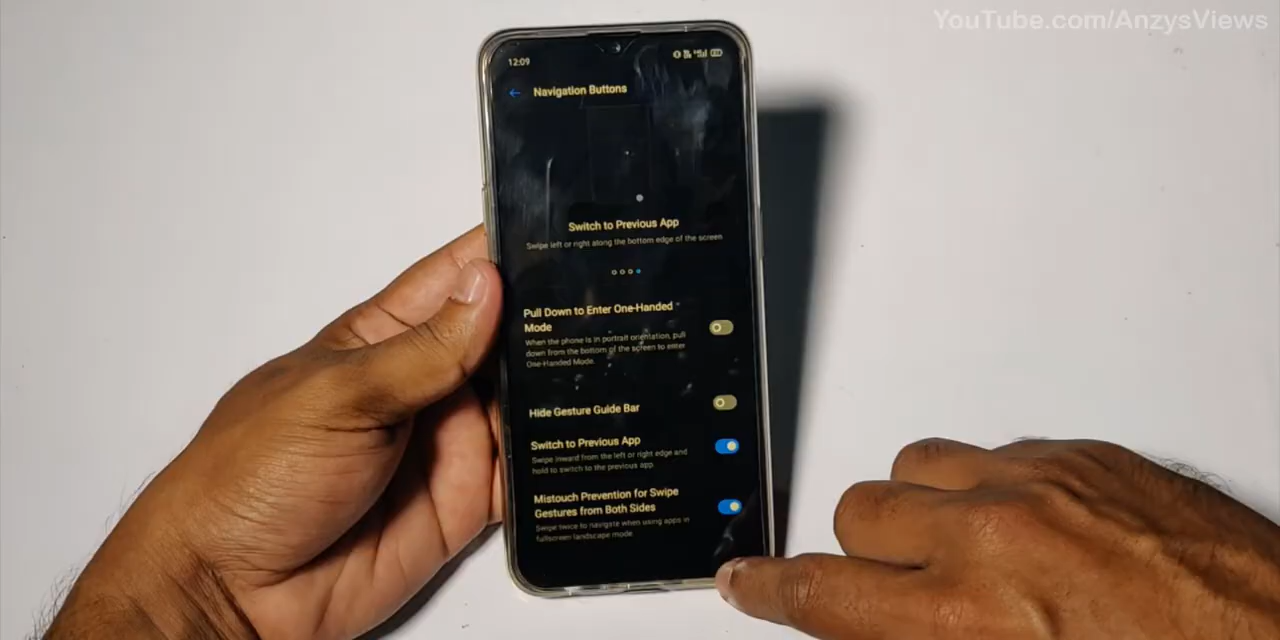 YouTube.com/AnzysViews
12:09
Navigation Buttons
Switch to Previous App
Swipe left or right along the bottom edge of the screen
Pull Down to Enter One-Handed
Mode
When the phone is in portrait orientation, pull
down from the bottom of the screen to enter
One-Handed Mode.
Hide Gesture Guide Bar
Switch to Previous App
Swipe inward from the left or right edge and
hold to switch to the previous app.
Mistouch Prevention for Swipe
Gestures from Both Sides
Swipe twice to navigate when using apps in
fullscreen landscape mode.